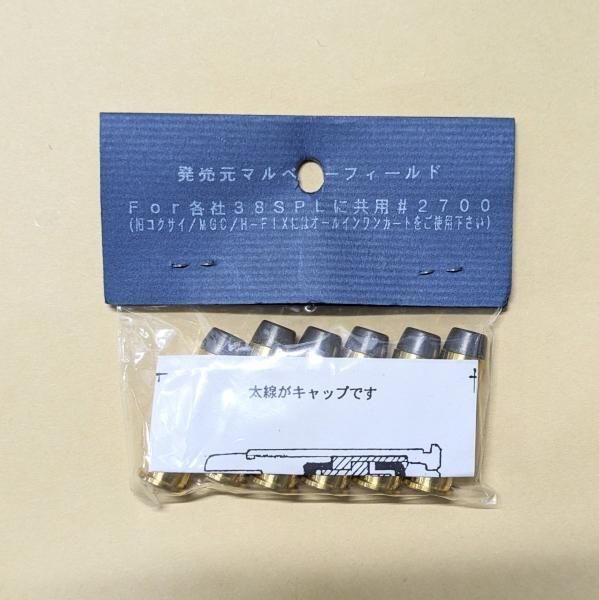 発売元マルベリーフィールド
For各社38SPLに共用#2700
(旧コクサイ/MGC/H-FIXにはオールインワンカートをご使用下さい)
太線がキャップです